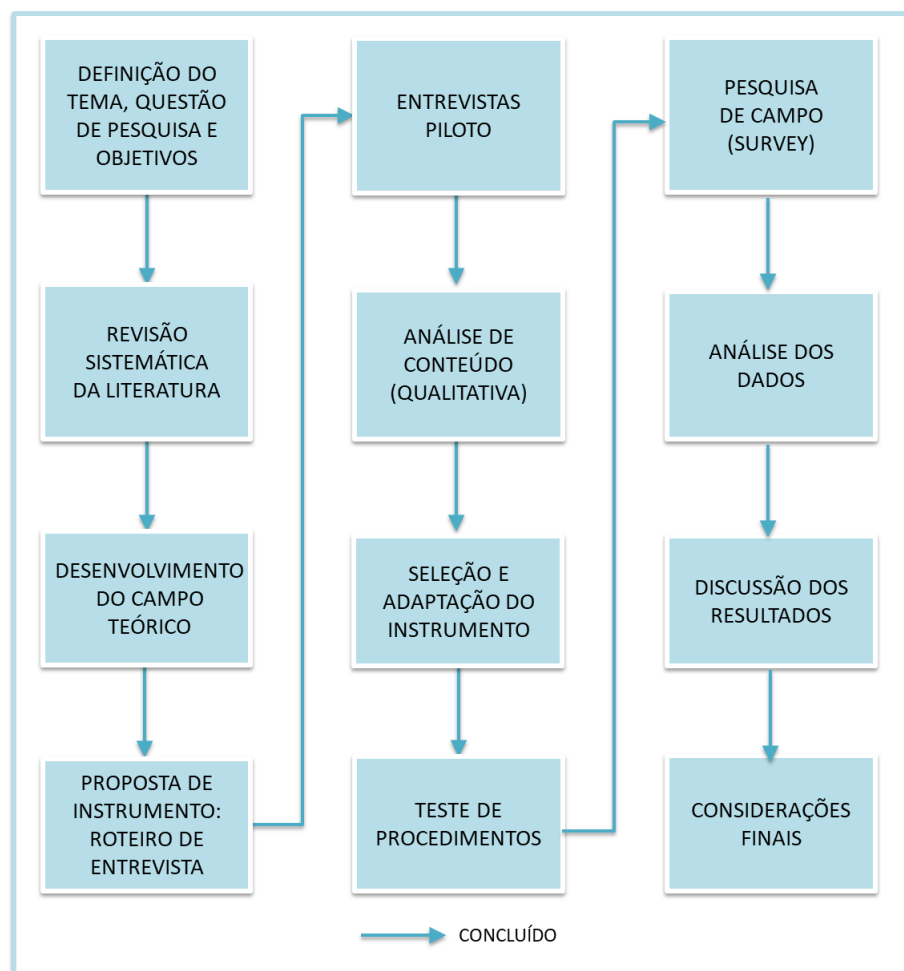 DEFINIÇÃO DO
TEMA, QUESTÃO
DE PESQUISA E
OBJETIVOS
REVISÃO
SISTEMÁTICA
DA LITERATURA
DESENVOLVIMENTO
DO CAMPO
TEÓRICO
PROPOSTA DE
INSTRUMENTO:
ROTEIRO DE
ENTREVISTA
ENTREVISTAS
PILOTO
ANÁLISE DE
CONTEÚDO
(QUALITATIVA)
SELEÇÃO E
ADAPTAÇÃO DO
INSTRUMENTO
TESTE DE
PROCEDIMENTOS
PESQUISA
DE CAMPO
(SURVEY)
ANÁLISE DOS
DADOS
DISCUSSÃO DOS
RESULTADOS
CONSIDERAÇÕES
FINAIS
CONCLUÍDO